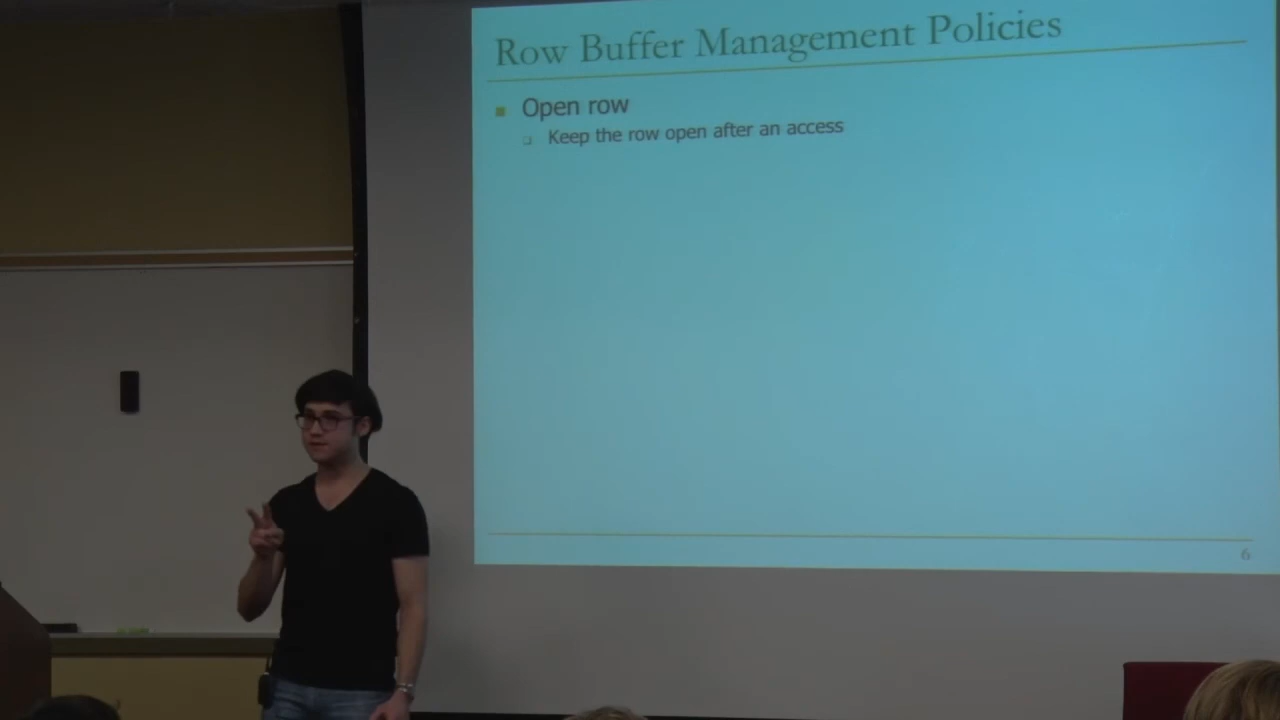 Row Buffer Management Policies
Open row
Keep the row open after an access
6